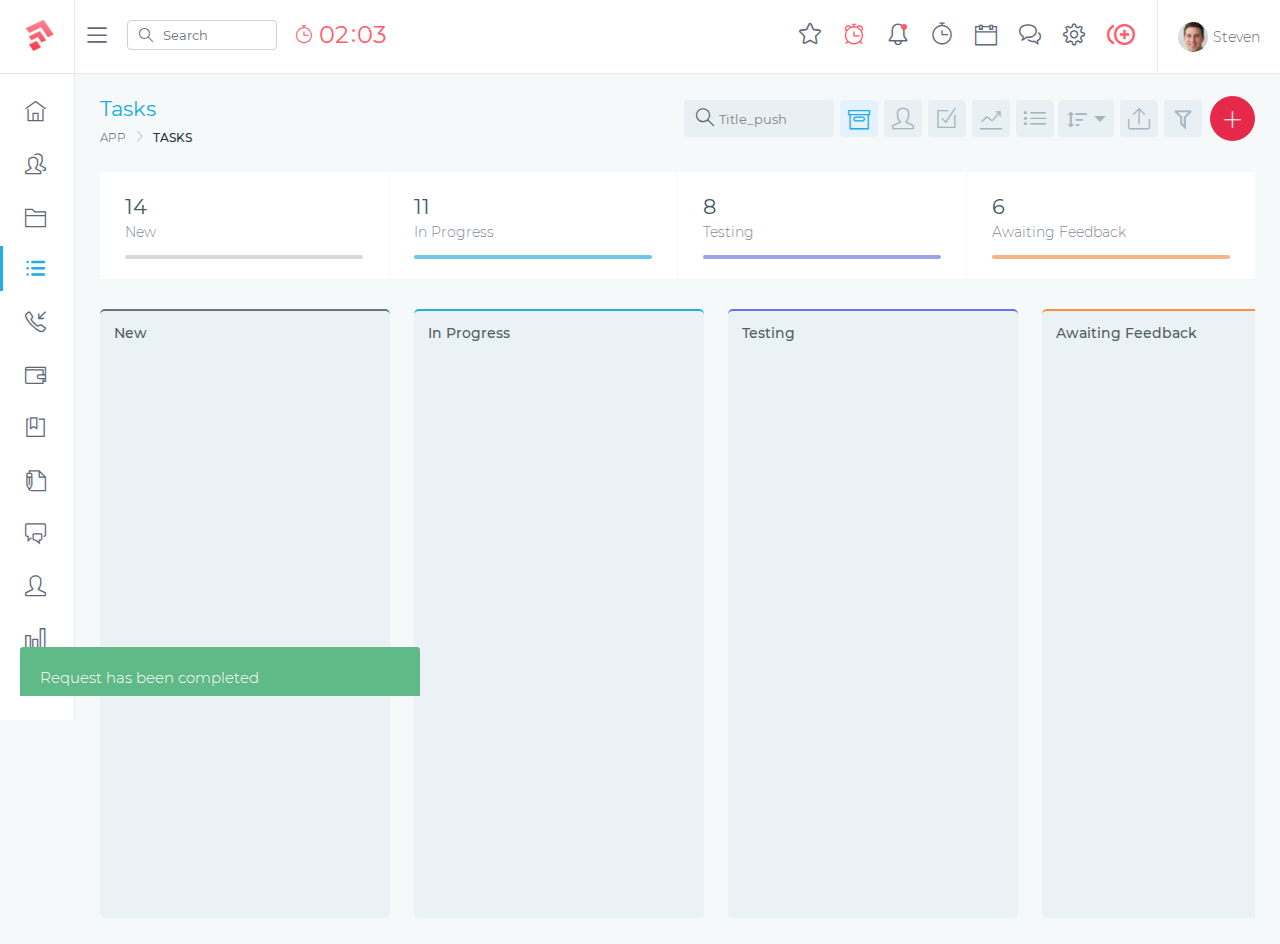 Search
02:03
Steven
Tasks
APP
TASKS
Title_push
14
New
11
In Progress
8
Testing
6
Awaiting Feedback
New
In Progress
Testing
Awaiting Feedback
Request has been completed